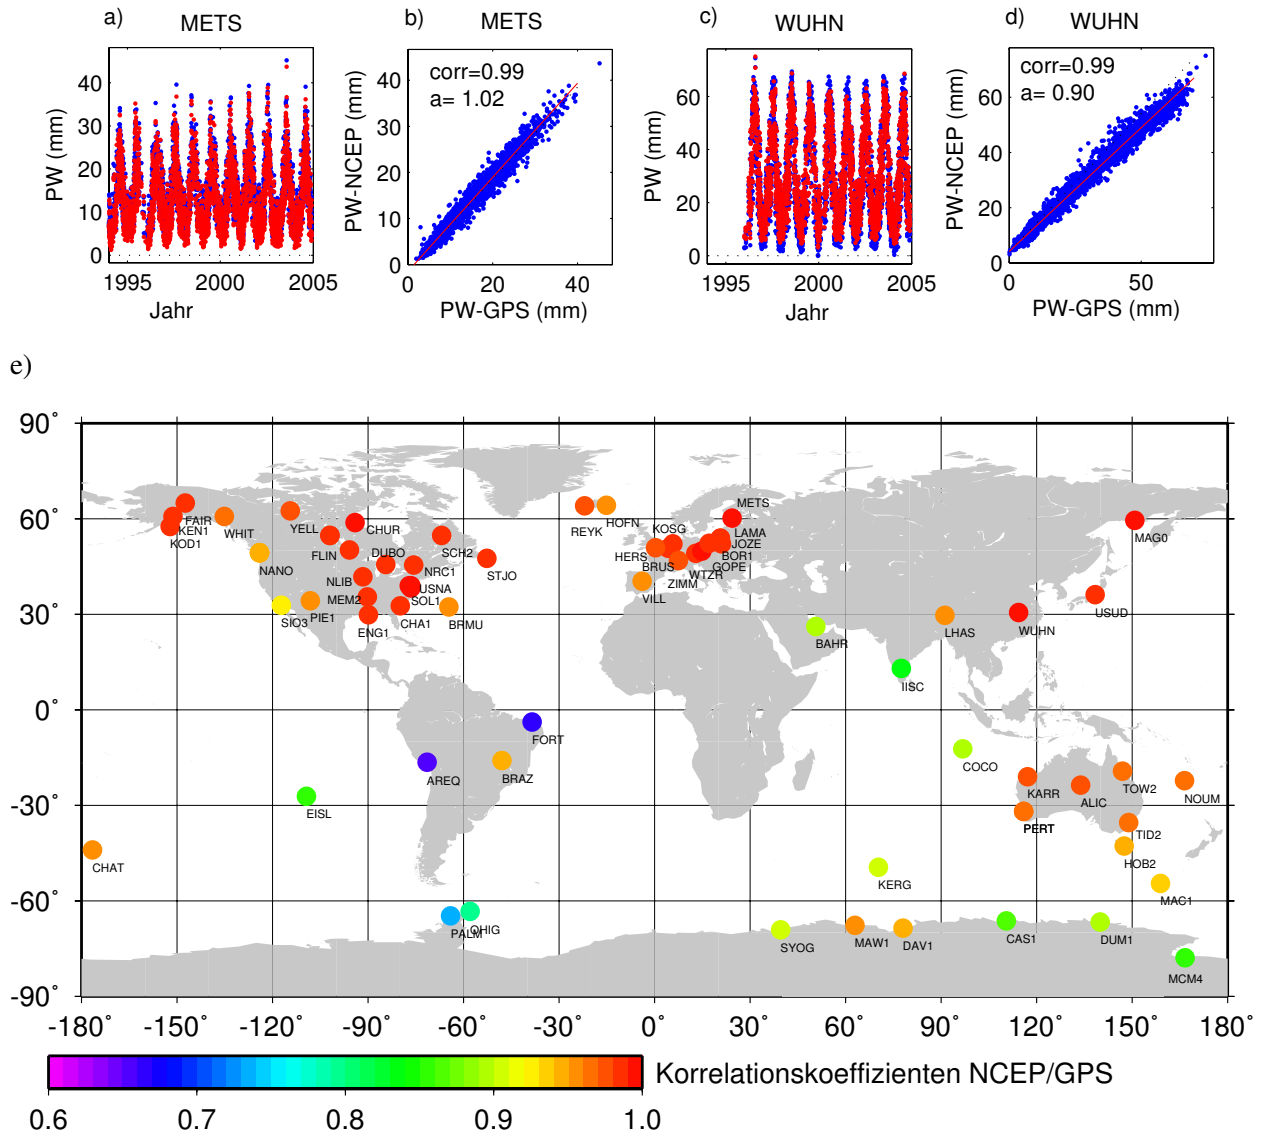 a) METS
b) METS
c) WUHN
d) WUHN
PW (mm)
40
30
20
10
0
1995 2000 2005
Jahr
PW-NCEP (mm)
corr=0.99
a= 1.02
40
30
20
10
0
0 20 40
PW-GPS (mm)
PW (mm)
60
40
20
0
1995 2000 2005
Jahr
PW-NCEP (mm)
corr=0.99
a= 0.90
60
40
20
0
0 50
PW-GPS (mm)
e)
90°
60°
30°
0°
-30°
-60°
-90°
FAIR
KEN1
KOD1
WHIT
YELL
CHUR
FLIN
DUBO
SCH2
NANO
NLIB
NRC1
STJO
MEM2
USNA
SOL1
SIO3
PIE1
ENG1
CHA1
BRMU
REYK
HOFN
KOSG
METS
LAMA
JOZE
HERS
BRUS
BOR1
GOPE
WTZR
ZIMM
VILL
MAG0
USUD
BAHR
LHAS
WUHN
IISC
FORT
AREQ
BRAZ
COCO
EISL
KARR
ALIC
TOW2
NOUM
PERT
TID2
HOB2
CHAT
KERG
MAC1
PALM
OHIG
SYOG
MAW1
DAV1
CAS1
DUM1
MCM4
-180° -150° -120° -90° -60° -30° 0° 30° 60° 90° 120° 150° 180°
Korrelationskoeffizienten NCEP/GPS
0.6 0.7 0.8 0.9 1.0